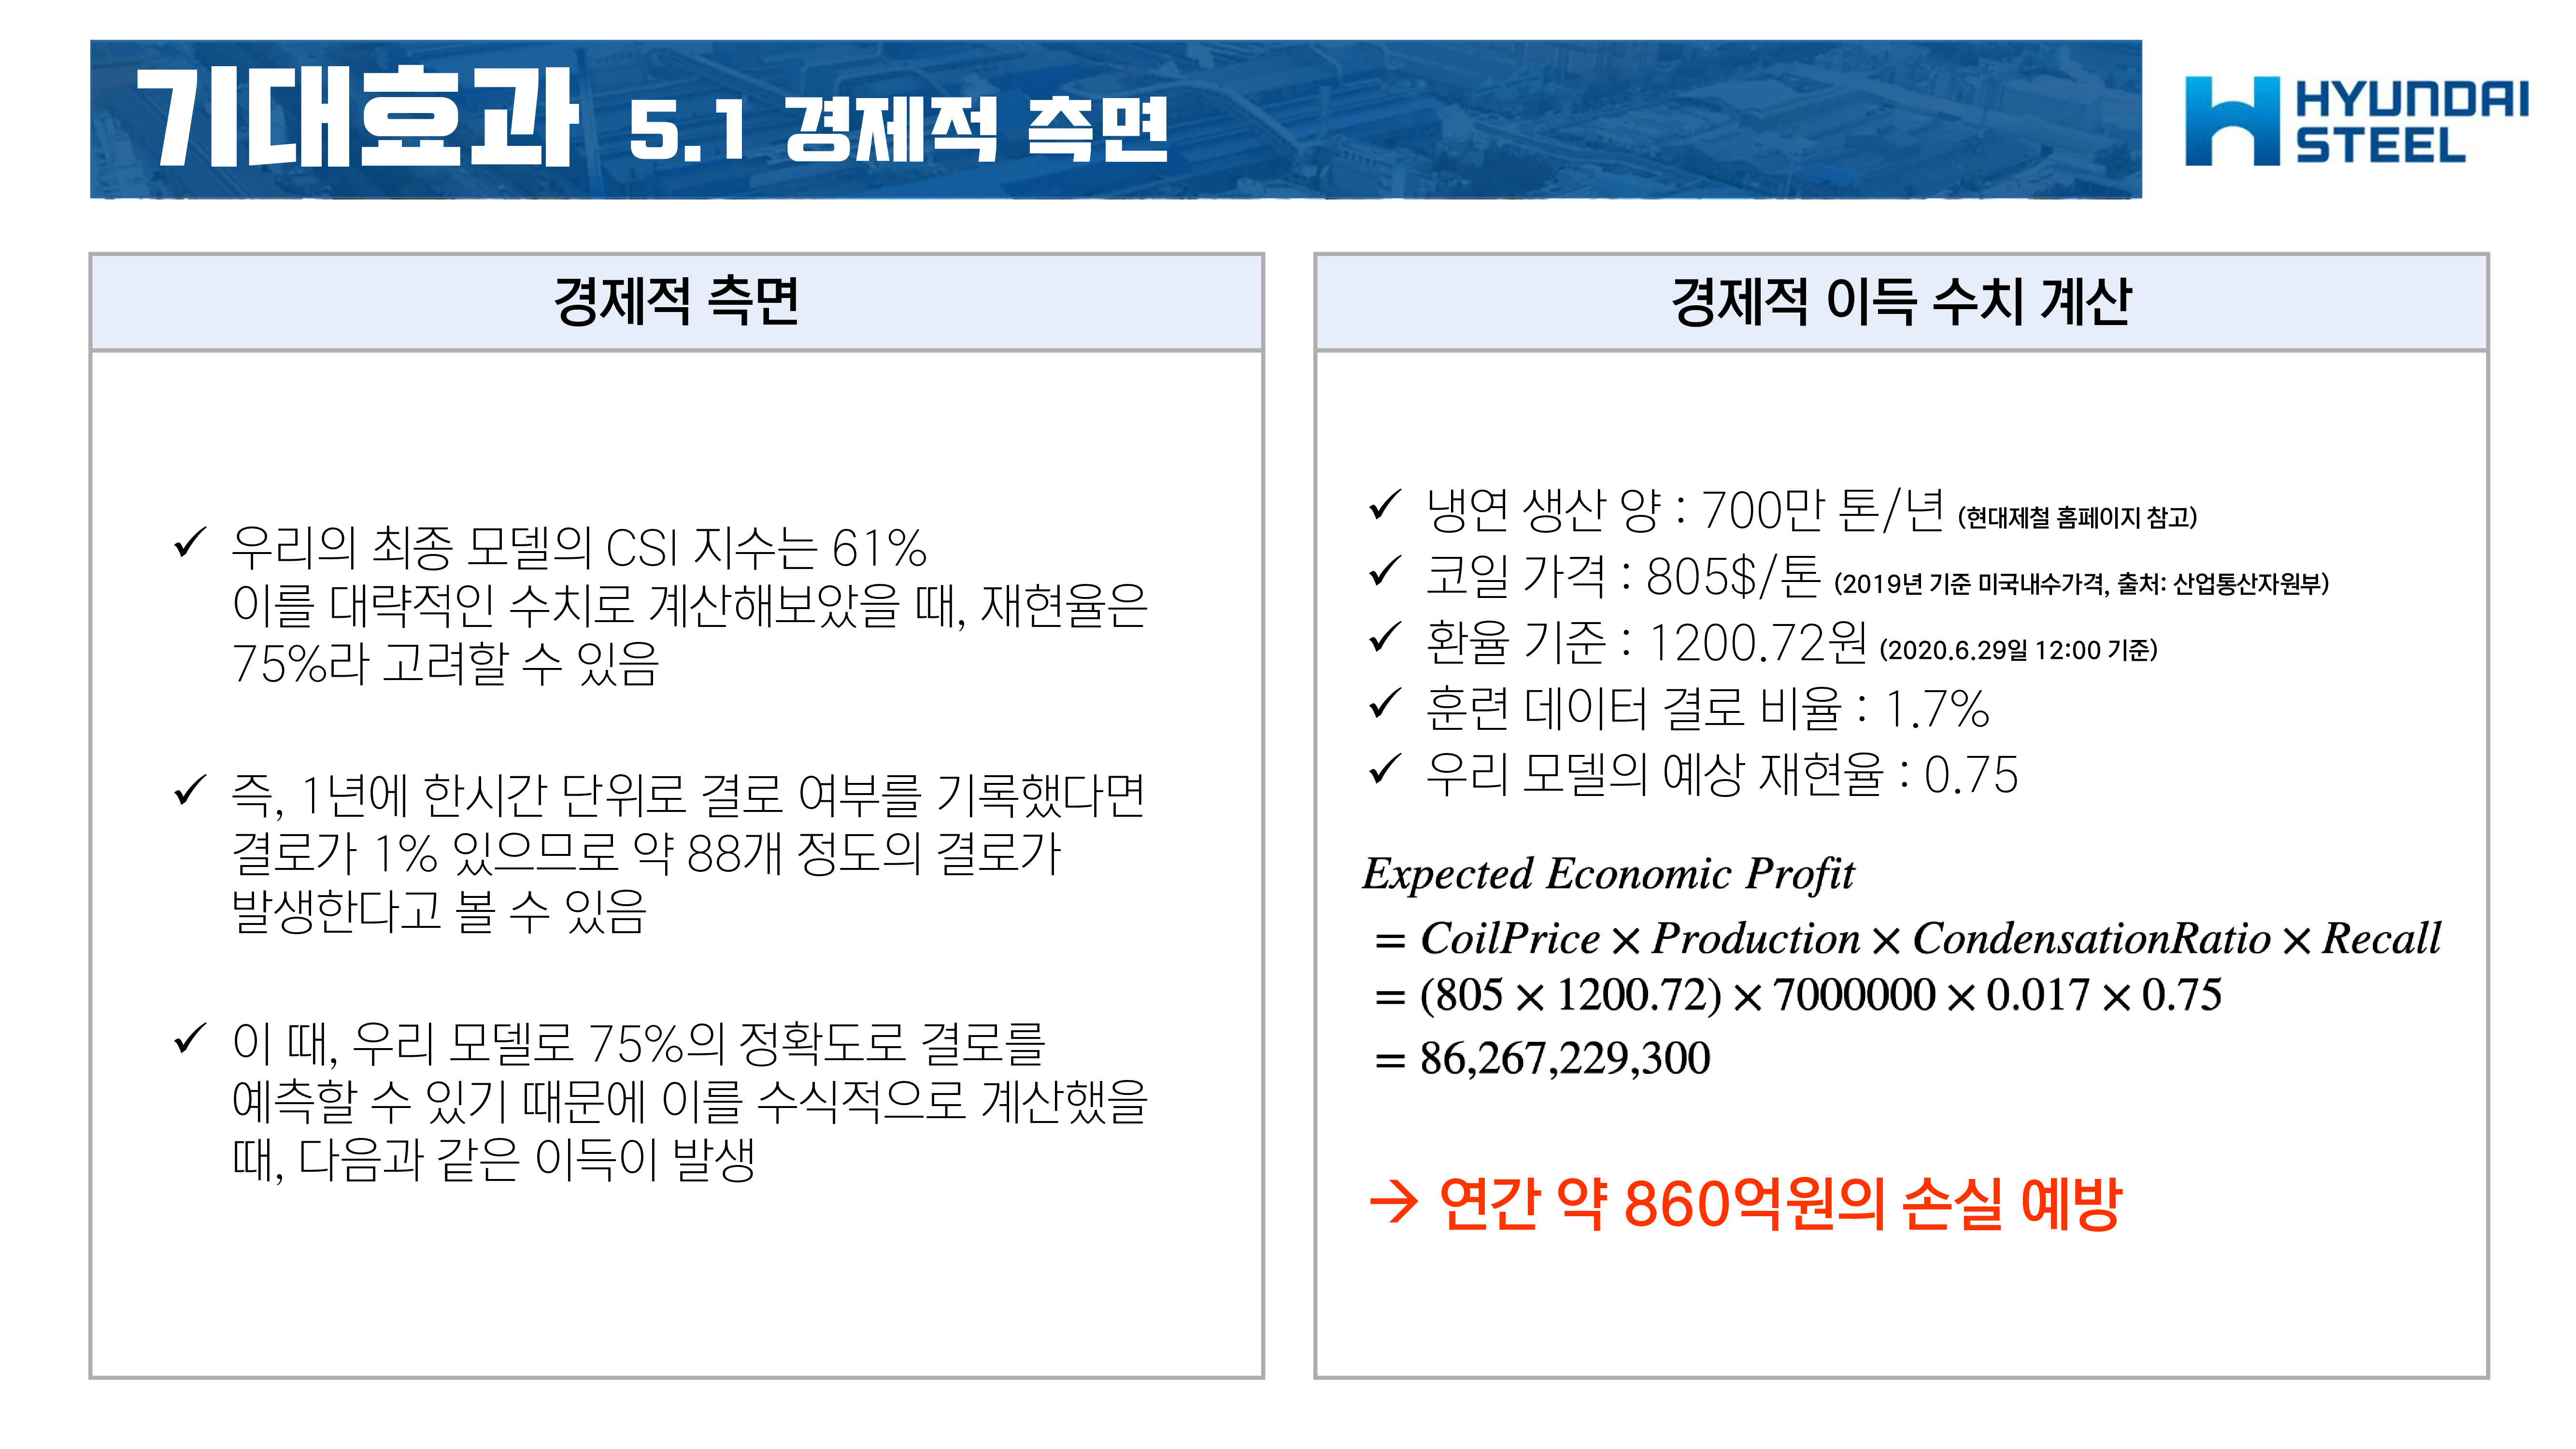 기대효과 5.1 경제적 측면
HYUNDAI
STEEL
경제적 측면
✓ 우리의 최종 모델의 CSI 지수는 61%
이를 대략적인 수치로 계산해보았을 때, 재현율은
75%라 고려할 수 있음
✓ 즉, 1년에 한시간 단위로 결로 여부를 기록했다면
결로가 1% 있으므로 약 88개 정도의 결로가
발생한다고 볼 수 있음
✓ 이 때, 우리 모델로 75%의 정확도로 결로를
예측할 수 있기 때문에 이를 수식적으로 계산했을
때, 다음과 같은 이득이 발생
경제적 이득 수치 계산
✓ 냉연 생산 양 : 700만 톤/년 (현대제철 홈페이지 참고)
✓ 코일 가격 : 805$/톤 (2019년 기준 미국내수가격, 출처: 산업통산자원부)
✓ 환율 기준 : 1200.72원 (2020.6.29일 12:00 기준)
✓ 훈련 데이터 결로 비율 : 1.7%
✓ 우리 모델의 예상 재현율 : 0.75
Expected Economic Profit
= CoilPrice × Production × CondensationRatio × Recall
= (805 × 1200.72) × 7000000 × 0.017 × 0.75
= 86,267,229,300
→ 연간 약 860억원의 손실 예방